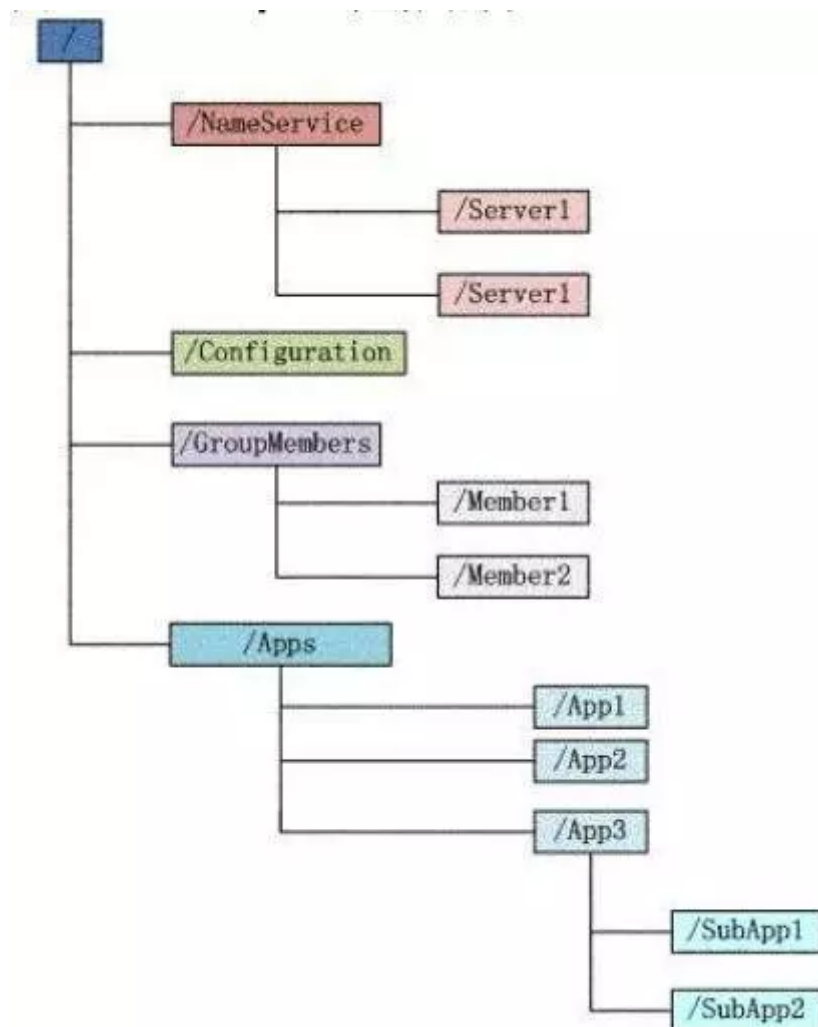 /
/NameService
/Server1
/Server1
/Configuration
/GroupMembers
/Member1
/Member2
/Apps
/App1
/App2
/App3
/SubApp1
/SubApp2